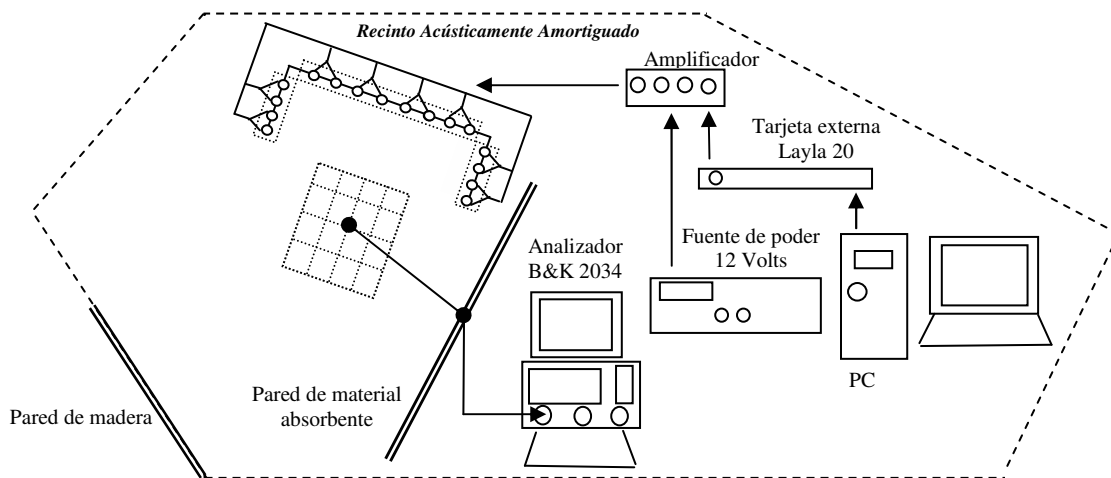 Recinto Acústicamente Amortiguado
Amplificador
Tarjeta externa
Layla 20
Analizador
B&K 2034
Fuente de poder
12 Volts
PC
Pared de material
absorbente
Pared de madera